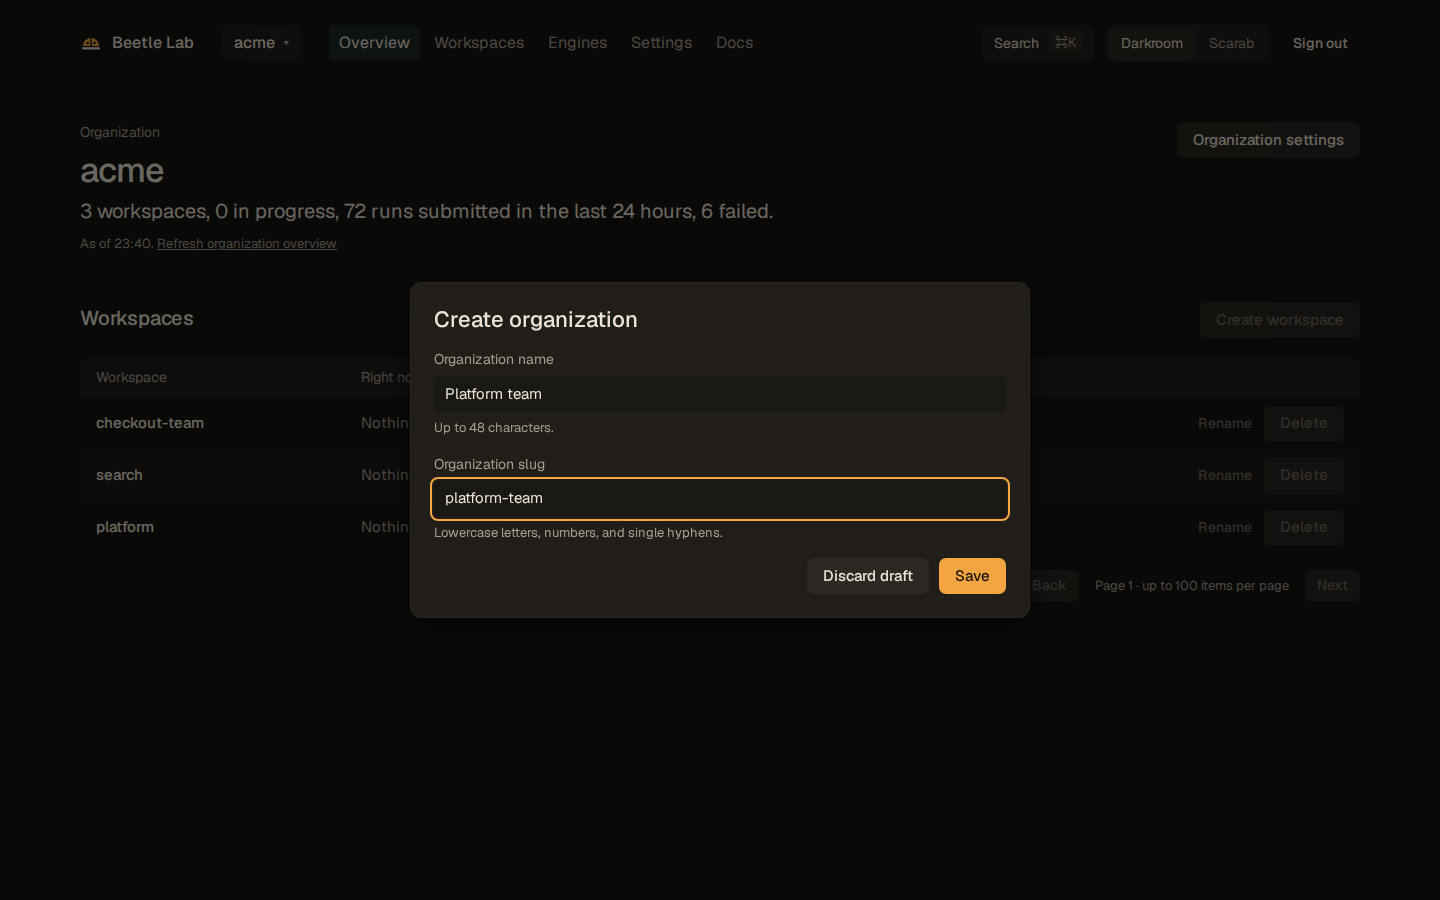 Beetle Lab acme Overview Workspaces Engines Settings Docs Search ⌘K Darkroom Scarab Sign out
Organization
Organization settings
acme
3 workspaces, 0 in progress, 72 runs submitted in the last 24 hours, 6 failed.
As of 23:40. Refresh organization overview
Workspaces
Create workspace
Workspace Right
checkout-team Rename Delete
search Rename Delete
platform Rename Delete
Back Page 1 · up to 100 items per page Next
Create organization
Organization name
Platform team
Up to 48 characters.
Organization slug
platform-team
Lowercase letters, numbers, and single hyphens.
Discard draft Save